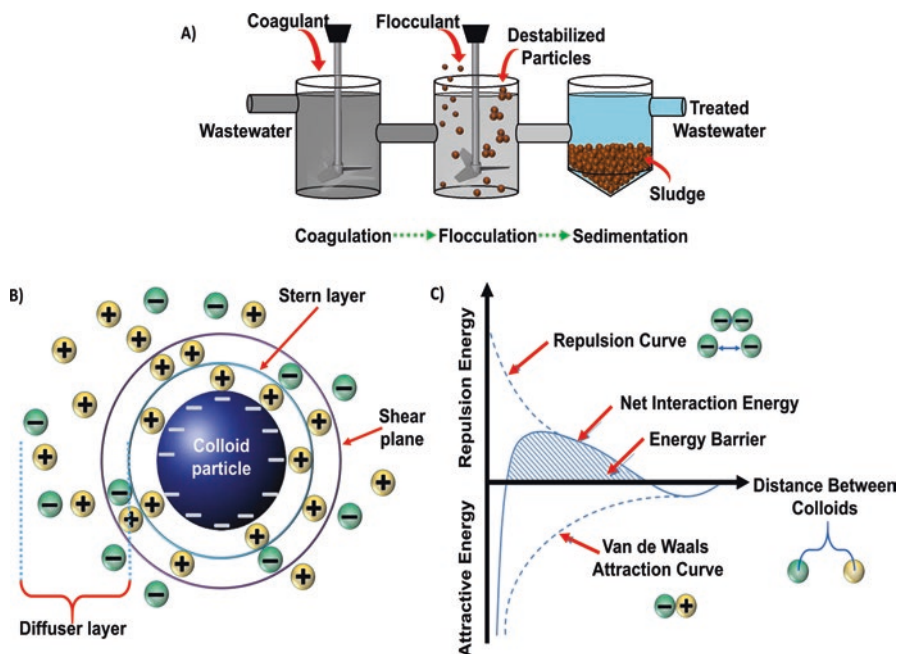 A)
Coagulant
Flocculant
Destabilized
Particles
Wastewater
Treated
Wastewater
Sludge
Coagulation
Flocculation
Sedimentation
B)
Stern layer
Shear
plane
Colloid
particle
Diffuser layer
C)
Repulsion Energy
Attractive Energy
Repulsion Curve
Net Interaction Energy
Energy Barrier
Distance Between
Colloids
Van de Waals
Attraction Curve